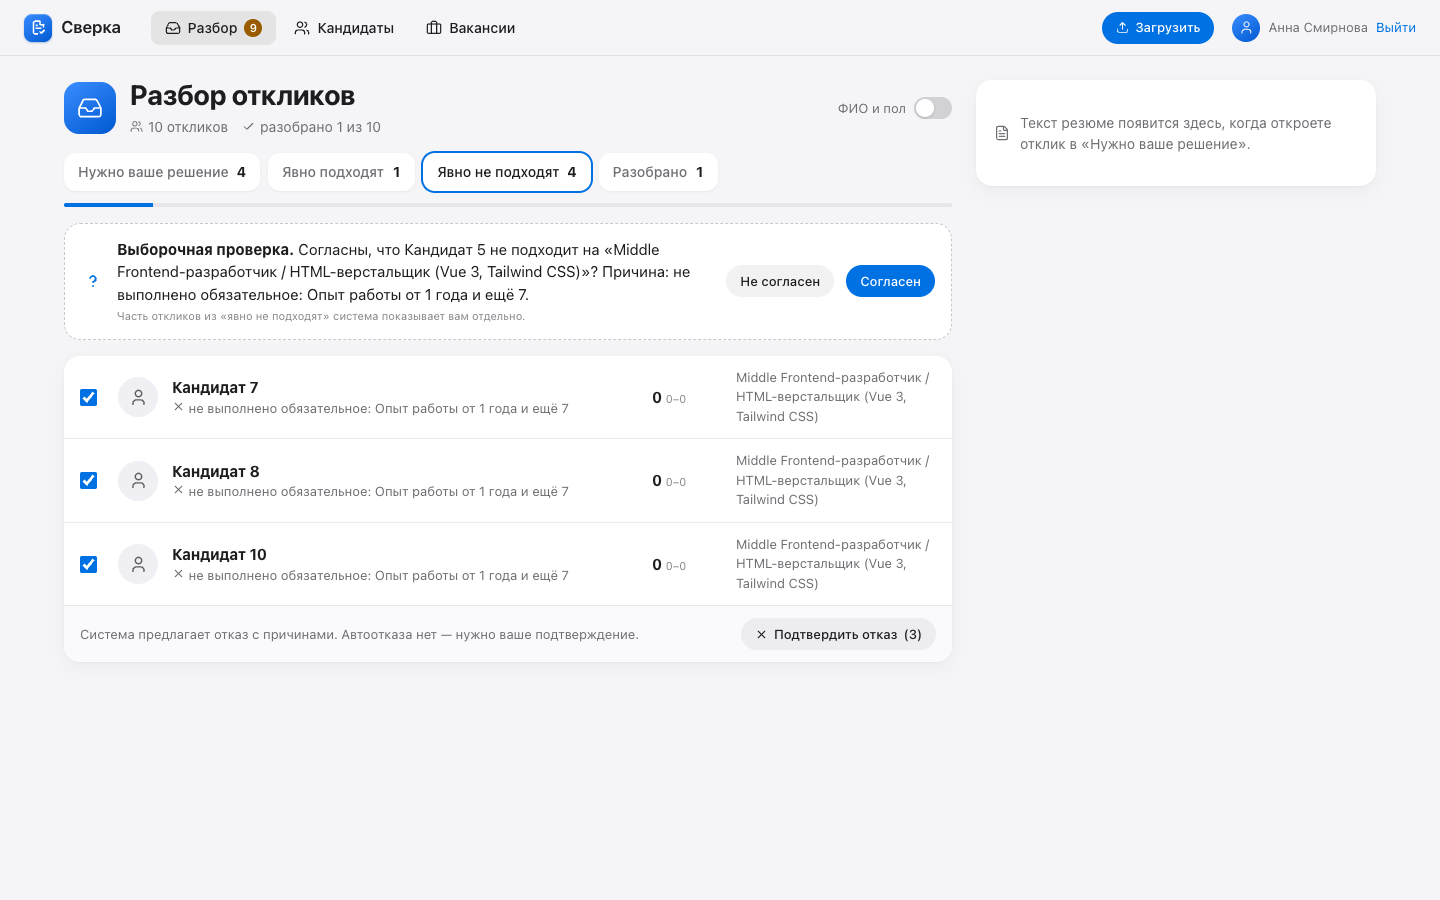 Сверка
Разбор 9
Кандидаты
Вакансии
Загрузить
Анна Смирнова
Выйти
Разбор откликов
10 откликов
разобрано 1 из 10
ФИО и пол
Нужно ваше решение 4
Явно подходят 1
Явно не подходят 4
Разобрано 1
Текст резюме появится здесь, когда откроете
отклик в «Нужно ваше решение».
?
Выборочная проверка. Согласны, что Кандидат 5 не подходит на «Middle
Frontend-разработчик / HTML-верстальщик (Vue 3, Tailwind CSS)»? Причина: не
выполнено обязательное: Опыт работы от 1 года и ещё 7.
Часть откликов из «явно не подходят» система показывает вам отдельно.
Не согласен
Согласен
Кандидат 7
не выполнено обязательное: Опыт работы от 1 года и ещё 7
0 0–0
Middle Frontend-разработчик /
HTML-верстальщик (Vue 3,
Tailwind CSS)
Кандидат 8
не выполнено обязательное: Опыт работы от 1 года и ещё 7
0 0–0
Middle Frontend-разработчик /
HTML-верстальщик (Vue 3,
Tailwind CSS)
Кандидат 10
не выполнено обязательное: Опыт работы от 1 года и ещё 7
0 0–0
Middle Frontend-разработчик /
HTML-верстальщик (Vue 3,
Tailwind CSS)
Система предлагает отказ с причинами. Автоотказа нет — нужно ваше подтверждение.
Подтвердить отказ (3)